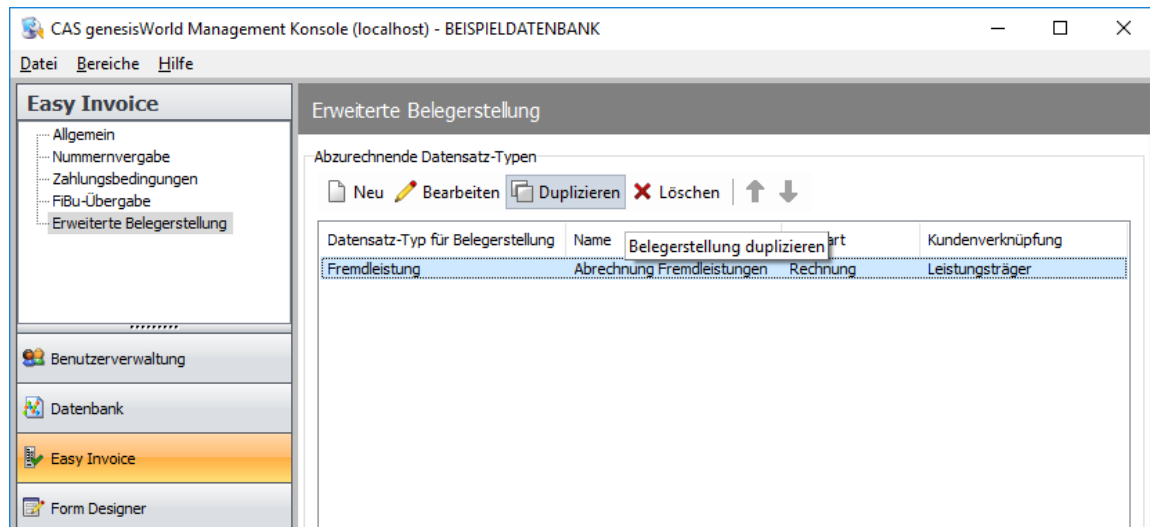 CAS genesisWorld Management Konsole (localhost) - BEISPIELDATENBANK
Datei Bereiche Hilfe
Easy Invoice
Allgemein
Nummernvergabe
Zahlungsbedingungen
FiBu-Übergabe
Erweiterte Belegerstellung
Benutzerverwaltung
Datenbank
Easy Invoice
Form Designer
Erweiterte Belegerstellung
Abzurechnende Datensatz-Typen
Neu Bearbeiten Duplizieren Löschen
Datensatz-Typ für Belegerstellung Name Kundenverknüpfung
Belegerstellung duplizieren
Fremdleistung Abrechnung Fremdleistungen Rechnung Leistungsträger